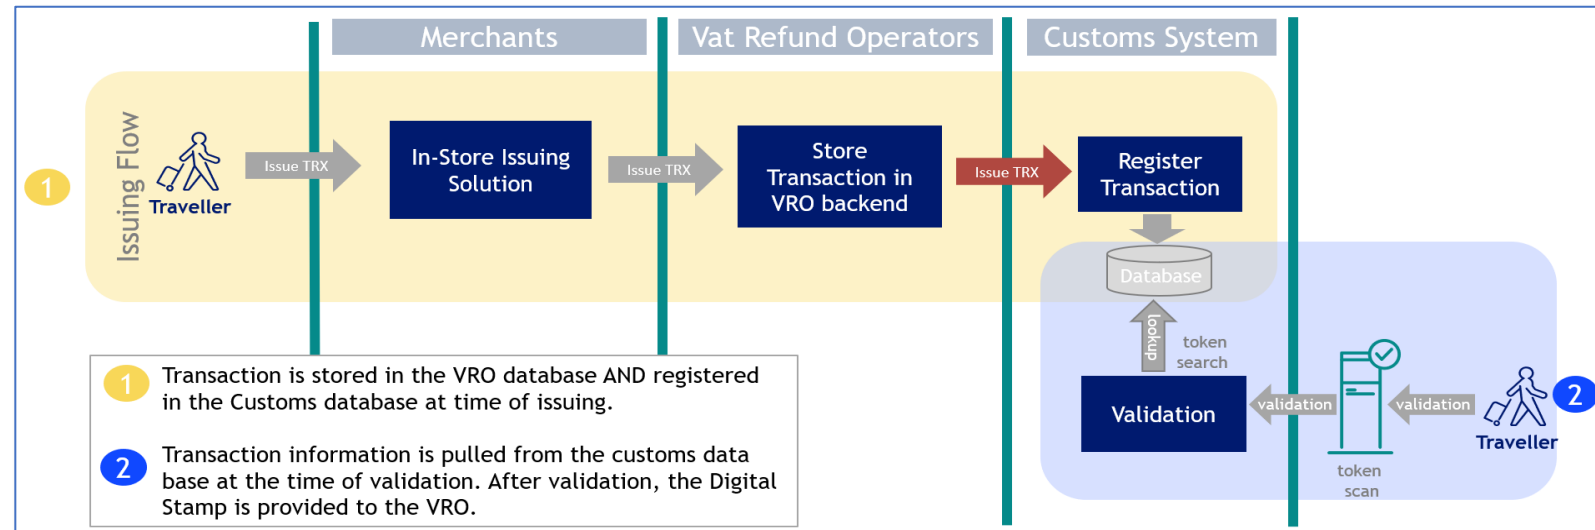 Merchants
Vat Refund Operators
Customs System
Issuing Flow
1
Traveller
Issue TRX
In-Store Issuing
Solution
Issue TRX
Store
Transaction in
VRO backend
Issue TRX
Register
Transaction
Database
lookup
token
search
Validation
validation
validation
token
scan
Traveller
2
1
Transaction is stored in the VRO database AND registered
in the Customs database at time of issuing.
2
Transaction information is pulled from the customs data
base at the time of validation. After validation, the Digital
Stamp is provided to the VRO.